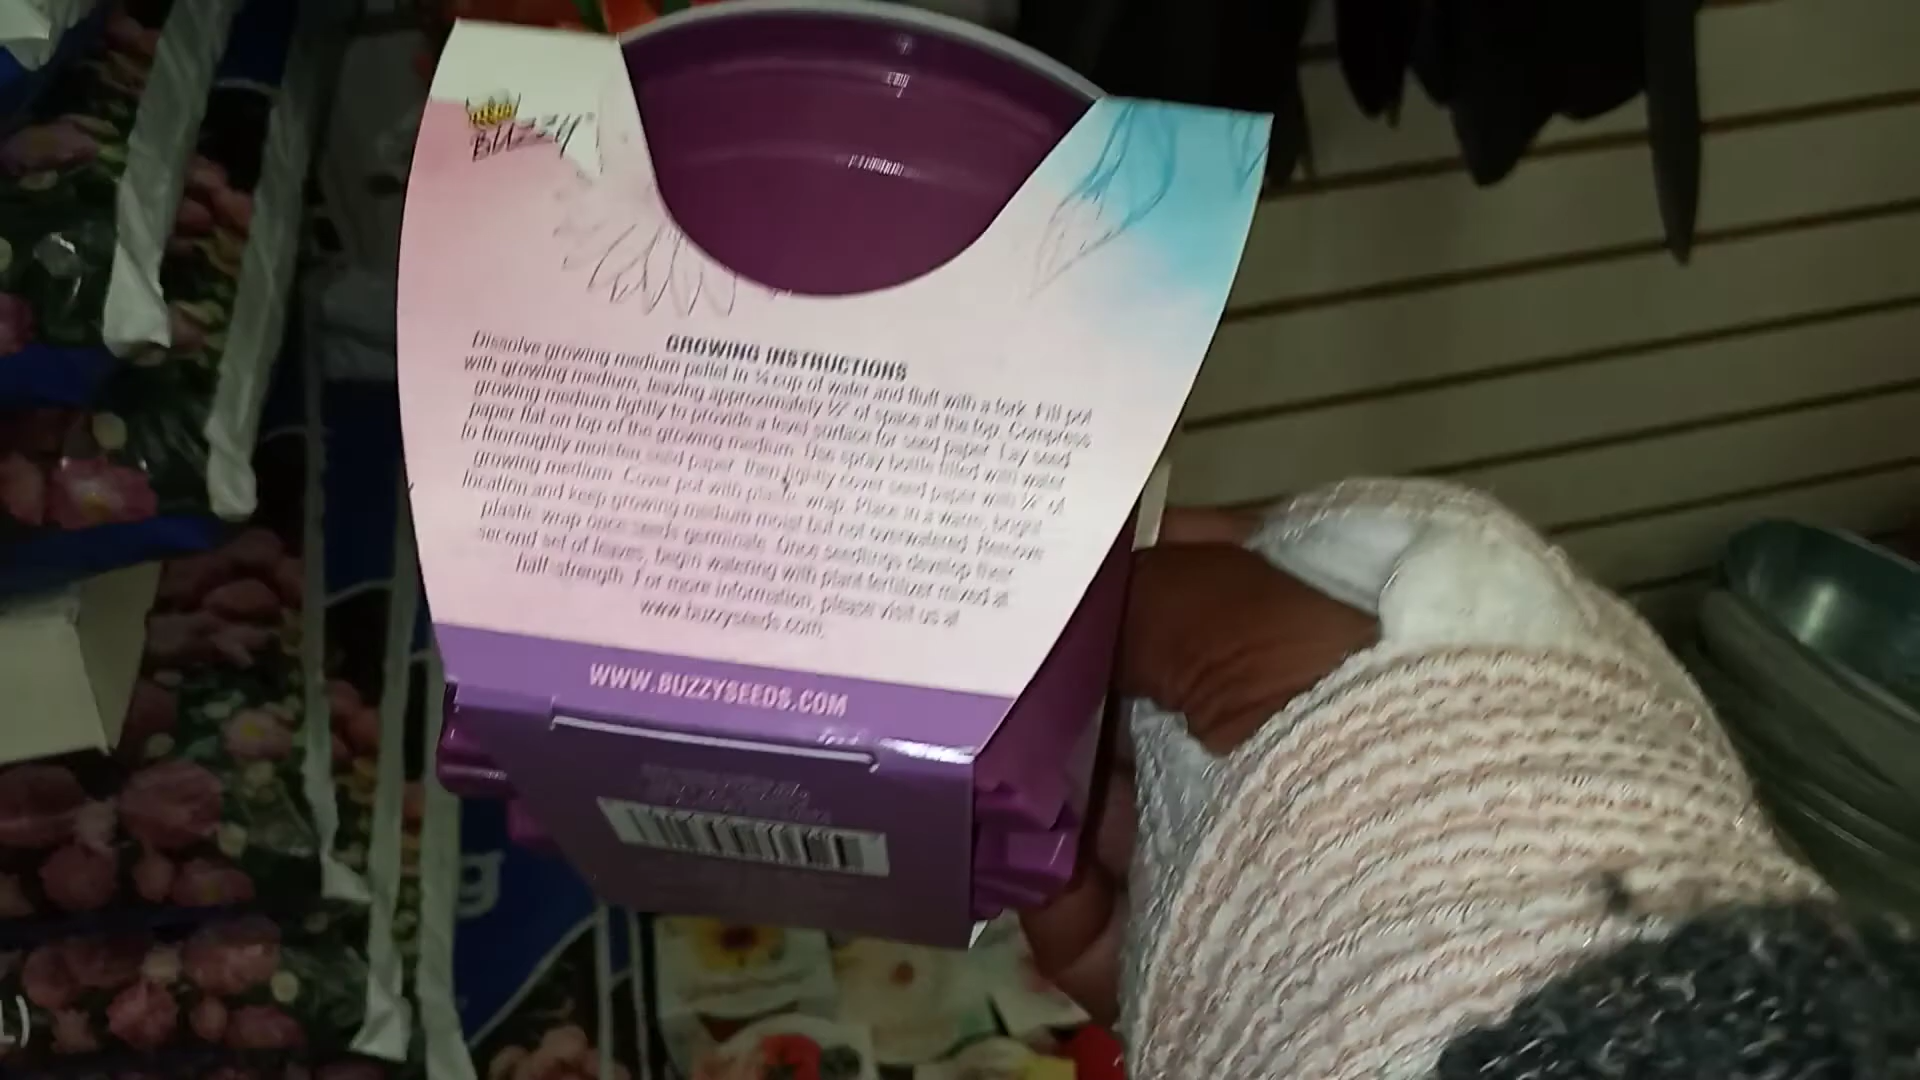 Buzzy
GROWING INSTRUCTIONS
Dissolve growing medium pellet in ¾ cup of water and fluff with a fork. Fill pot
with growing medium, leaving approximately ½" of space at the top. Compress
growing medium lightly to provide a level surface for seed paper. Lay seed
paper flat on top of the growing medium. Use spray bottle filled with water
to thoroughly moisten seed paper, then lightly cover seed paper with of
growing medium. Cover pot with plastic wrap. Place in a warm, bright
location and keep growing medium moist but not overwatered. Remove
plastic wrap once seeds germinate. Once seedlings develop their
second set of leaves, begin watering with plant fertilizer mixed at
half-strength. For more information, please visit us at
www.buzzyseeds.com.
WWW.BUZZYSEEDS.COM